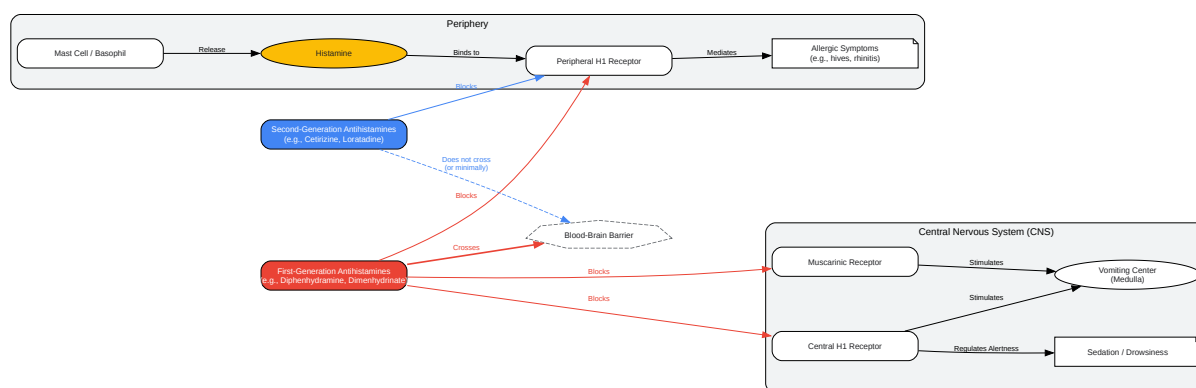 Periphery
Mast Cell / Basophil
Release
Histamine
Binds to
Peripheral H1 Receptor
Mediates
Allergic Symptoms
(e.g., hives, rhinitis)
Blocks
Second-Generation Antihistamines
(e.g., Cetirizine, Loratadine)
Does not cross
(or minimally)
Blocks
Blood-Brain Barrier
Crosses
First-Generation Antihistamines
(e.g., Diphenhydramine, Dimenhydrinate)
Blocks
Blocks
Central Nervous System (CNS)
Muscarinic Receptor
Stimulates
Vomiting Center
(Medulla)
Stimulates
Central H1 Receptor
Regulates Alertness
Sedation / Drowsiness